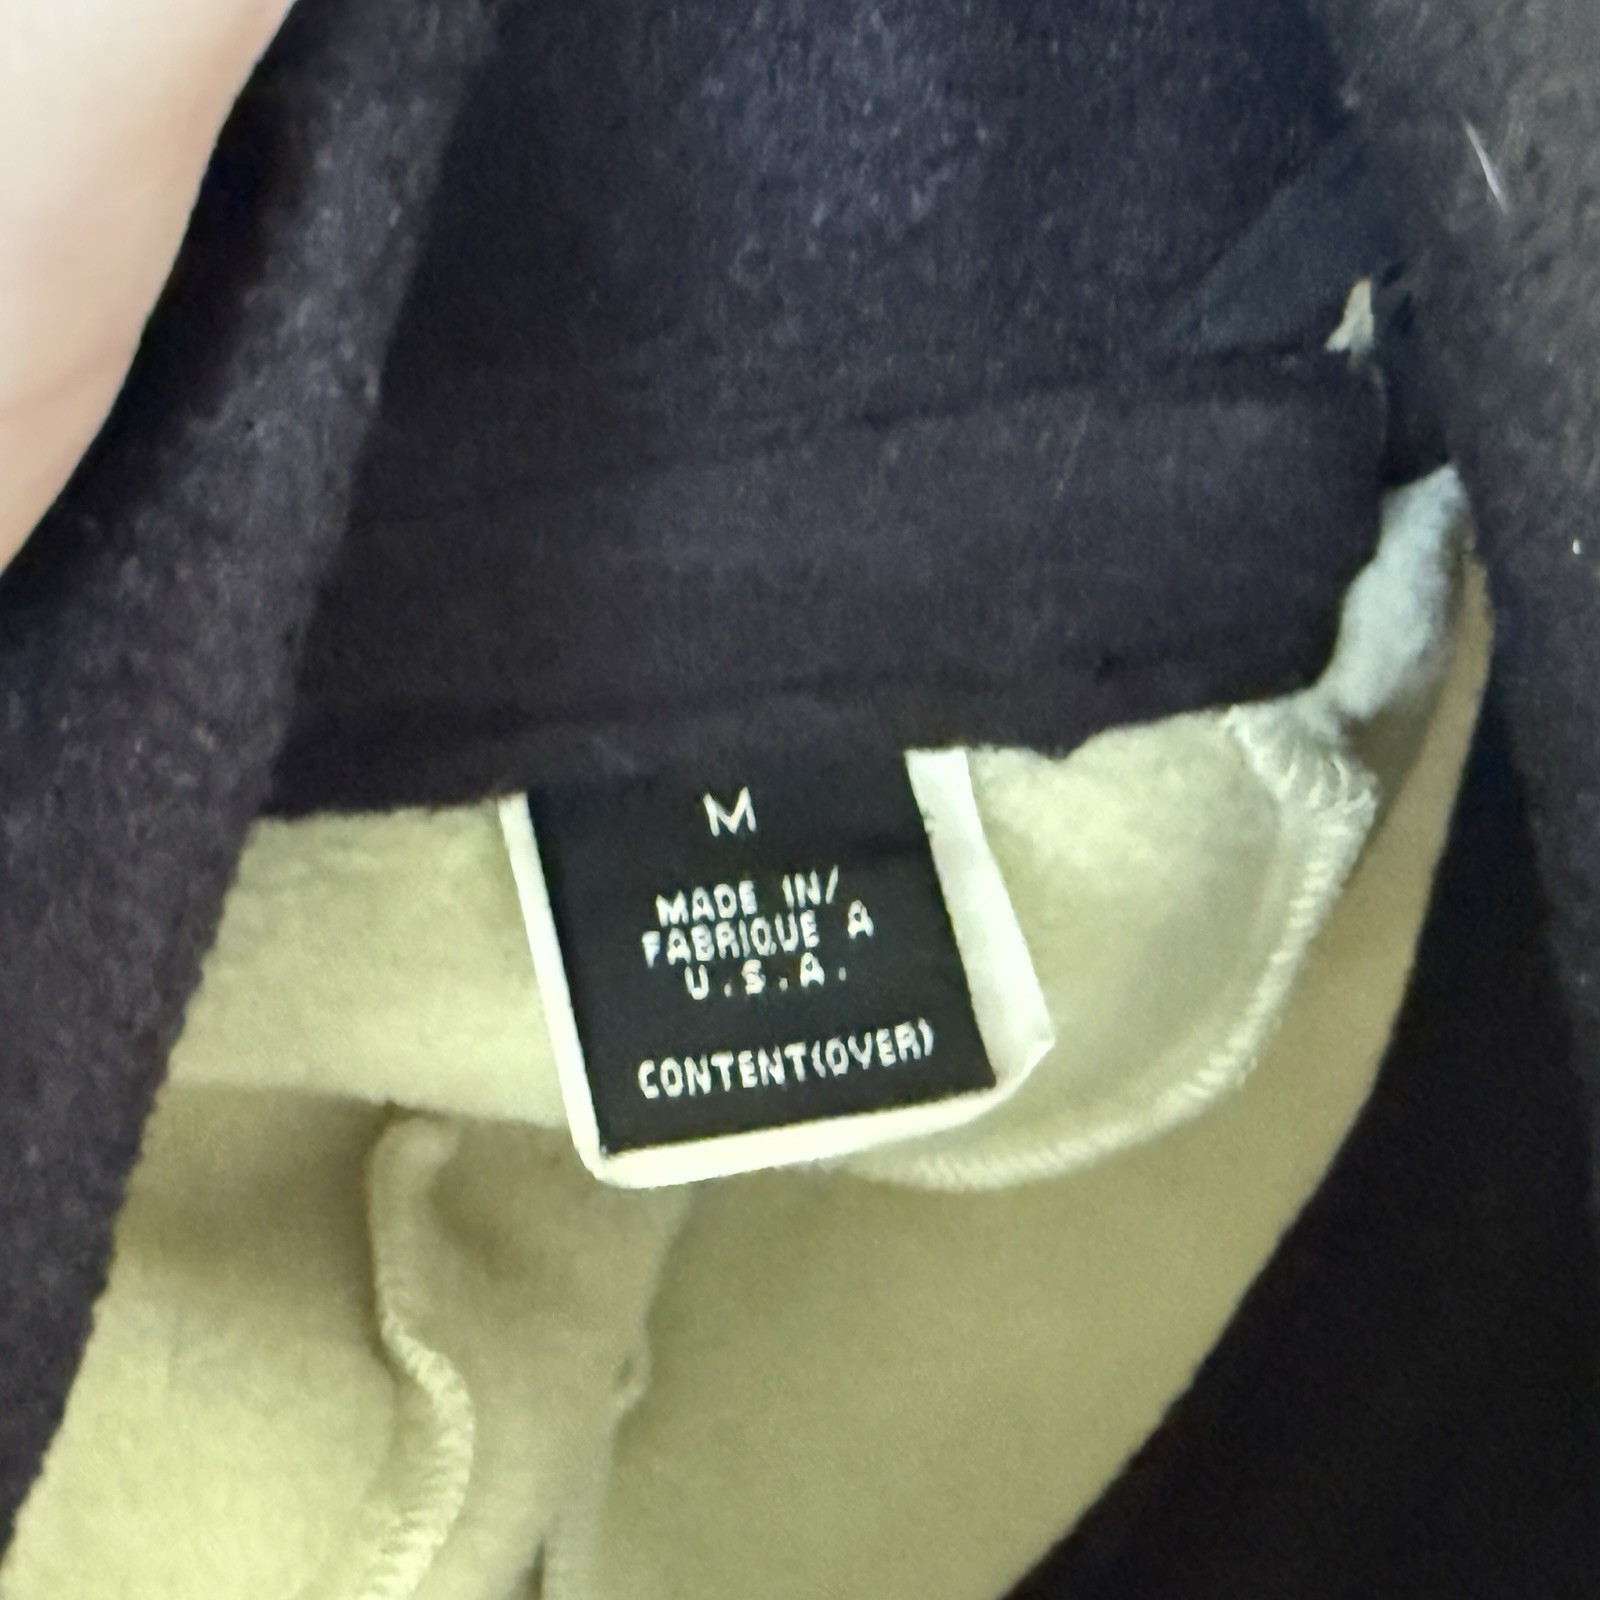 M
MADE IN/
FABRIQUE A
U.S.A.
CONTENT(OVER)